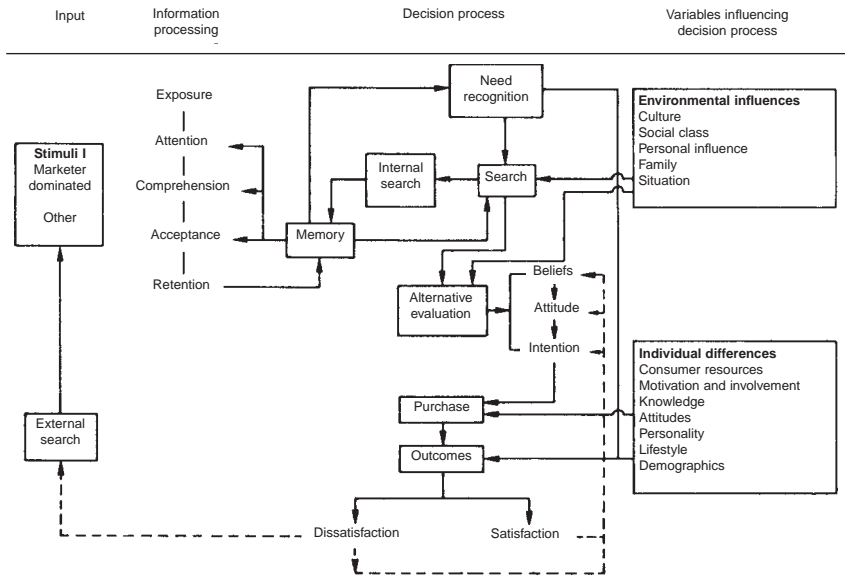 Input
Information
processing
Decision process
Variables influencing
decision process
Exposure
Attention
Comprehension
Acceptance
Retention
Stimuli I
Marketer
dominated
Other
External
search
Memory
Internal
search
Need
recognition
Search
Alternative
evaluation
Beliefs
Attitude
Intention
Purchase
Outcomes
Dissatisfaction
Satisfaction
Environmental influences
Culture
Social class
Personal influence
Family
Situation
Individual differences
Consumer resources
Motivation and involvement
Knowledge
Attitudes
Personality
Lifestyle
Demographics